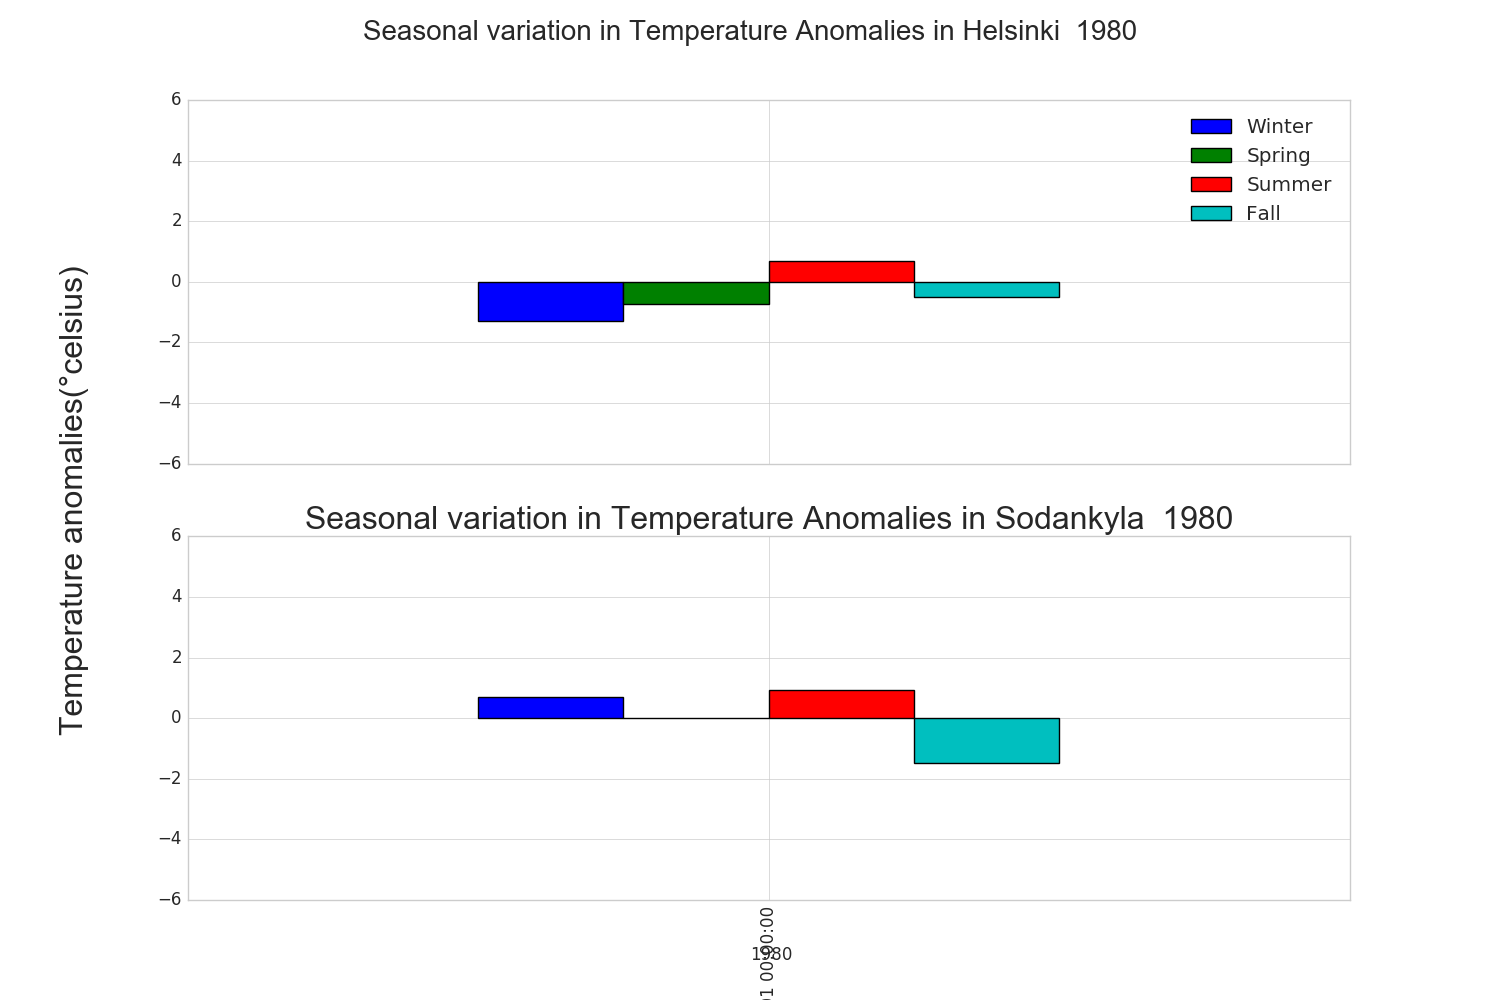 Seasonal variation in Temperature Anomalies in Helsinki  1980
6
4
2
0
−2
−4
−6
Winter
Spring
Summer
Fall
Temperature anomalies(°celsius)
Seasonal variation in Temperature Anomalies in Sodankyla  1980
6
4
2
0
−2
−4
−6
1980